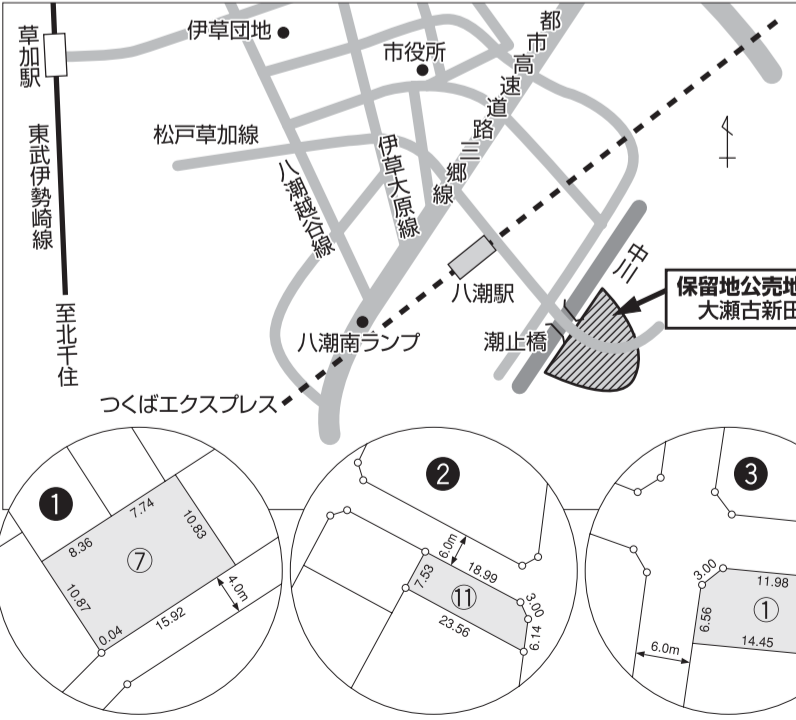 草加駅
伊草団地
市役所
都市高速道路三郷線
松戸草加線
東武伊勢崎線
八潮越谷線
伊草大原線
中川
保留地公売地
大瀬古新田
八潮駅
至北千住
八潮南ランプ
潮止橋
つくばエクスプレス
❶
7.74
8.36
10.83
⑦
10.87
4.0m
0.04
15.92
❷
6.0m
18.99
7.53
⑪
3.00
23.56
6.14
❸
3.00
11.98
6.56
①
14.45
6.0m